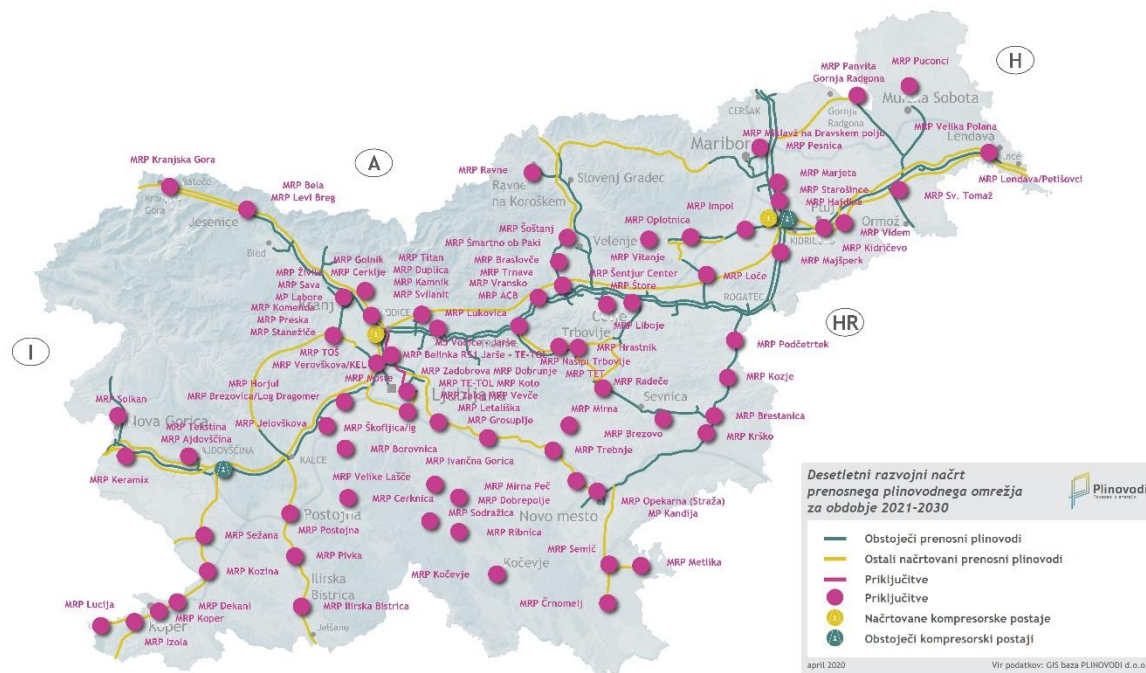 H
MRP Panvita
Gornja Radgona
MRP Puconci
Murska Sobota
CERŠAK
Gornja
Radgona
MRP Velika Polana
Lendava
MRP Mislavž na Dravskem polju
Maribor
MRP Pesnica
A
MRP Kranjska Gora
MRP Ravne
Ravne
na Koroškem
Slovenj Gradec
MRP Lendava/Petišovci
MRP Marjeta
MRP Starošince
MRP Hajdina
Ptuj
MRP Sv. Tomaž
Ormož
MRP Bela
MRP Levi Breg
Kranjska
Gora
Jesenice
MRP Impol
MRP Oplotnica
MRP Šoštanj
Velenje
MRP Šmartno ob Paki
MRP Vitanje
KIDRIČEVO
MRP Videm
MRP Kidričevo
MRP Majšperk
Bled
MRP Golnik
MRP Titan
MRP Braslovče
MRP Živila
MRP Cerklje
MRP Duplica
MRP Trnava
MRP Šentjur Center
MRP Loče
MRP Sava
MRP Kamnik
MRP Vransko
MRP Štore
MP Labore
Kranj
MRP Svilanit
MRP ACB
ROGATEC
MRP Komenda
MRP Preska
MRP Lukovica
Trbovlje
MRP Liboje
HR
MRP Stanežiče
I
MRP TOŠ
MRP Hrastnik
MRP Podčetrtek
MRP Belinka
MRP Našipi Trbovlje
MRP Verovškova/KEL
MRP Zadobrova
MRP Dobrunje
MRP TET
MRP Moste
MRP TE-TOL
MRP Koto
MRP Radeče
MRP Kozje
MRP Horjul
Ljubljana
MRP Vevče
Sevnica
MRP Brezovica/Log Dragomer
MRP Letališka
MRP Mirna
MRP Brestanica
MRP Solkan
Nova Gorica
MRP Tekstina
MRP Jelovškova
MRP Škofljica/Ig
MRP Grosuplje
MRP Brezovo
MRP Krško
MRP Ajdovščina
AJDOVŠČINA
KALCE
MRP Borovnica
MRP Ivančna Gorica
MRP Trebnje
MRP Keramix
MRP Velike Lašče
MRP Mirna Peč
MRP Cerknica
MRP Dobrepolje
MRP Opekarna (Straža)
MP Kandija
Postojna
MRP Sodražica
Novo mesto
MRP Postojna
MRP Ribnica
MRP Sežana
Kočevje
MRP Semič
MRP Pivka
MRP Metlika
MRP Kozina
Ilirska
Bistrica
MRP Kočevje
MRP Lucija
MRP Dekani
MRP Ilirska Bistrica
MRP Črnomelj
MRP Koper
Koper
MRP Izola
Jelšane
Desetletni razvojni načrt
prenosnega plinovodnega omrežja
za obdobje 2021-2030
Plinovodi
Obstoječi prenosni plinovodi
Ostali načrtovani prenosni plinovodi
Priključitve
Priključitve
Načrtovane kompresorske postaje
Obstoječi kompresorski postaji
april 2020
Vir podatkov: GIS baza PLINOVODI d.o.o.